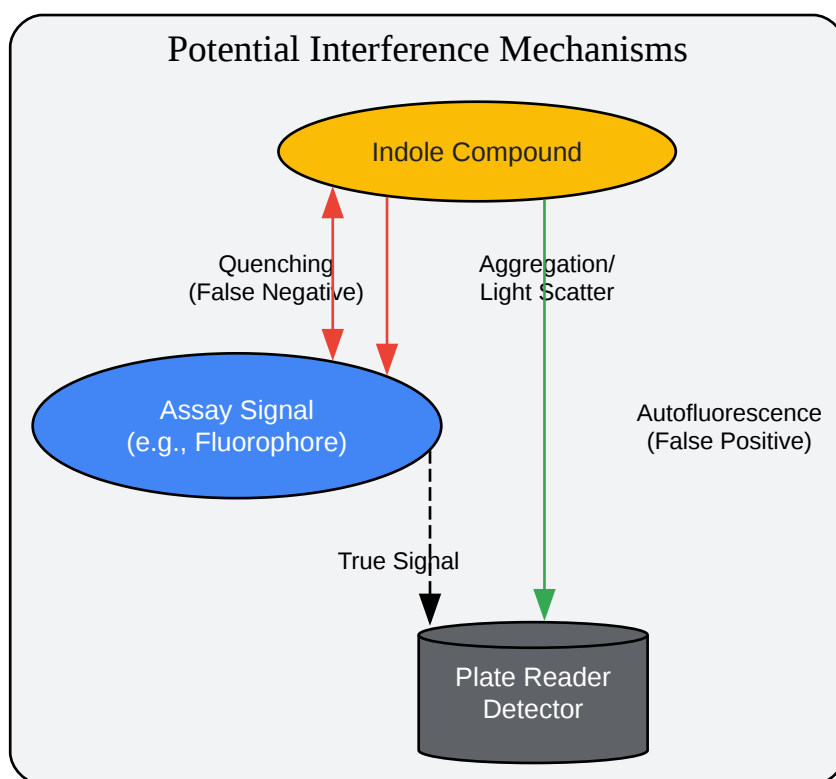 Potential Interference Mechanisms
Indole Compound
Quenching
(False Negative)
Aggregation/
Light Scatter
Assay Signal
(e.g., Fluorophore)
Autofluorescence
(False Positive)
True Signal
Plate Reader
Detector